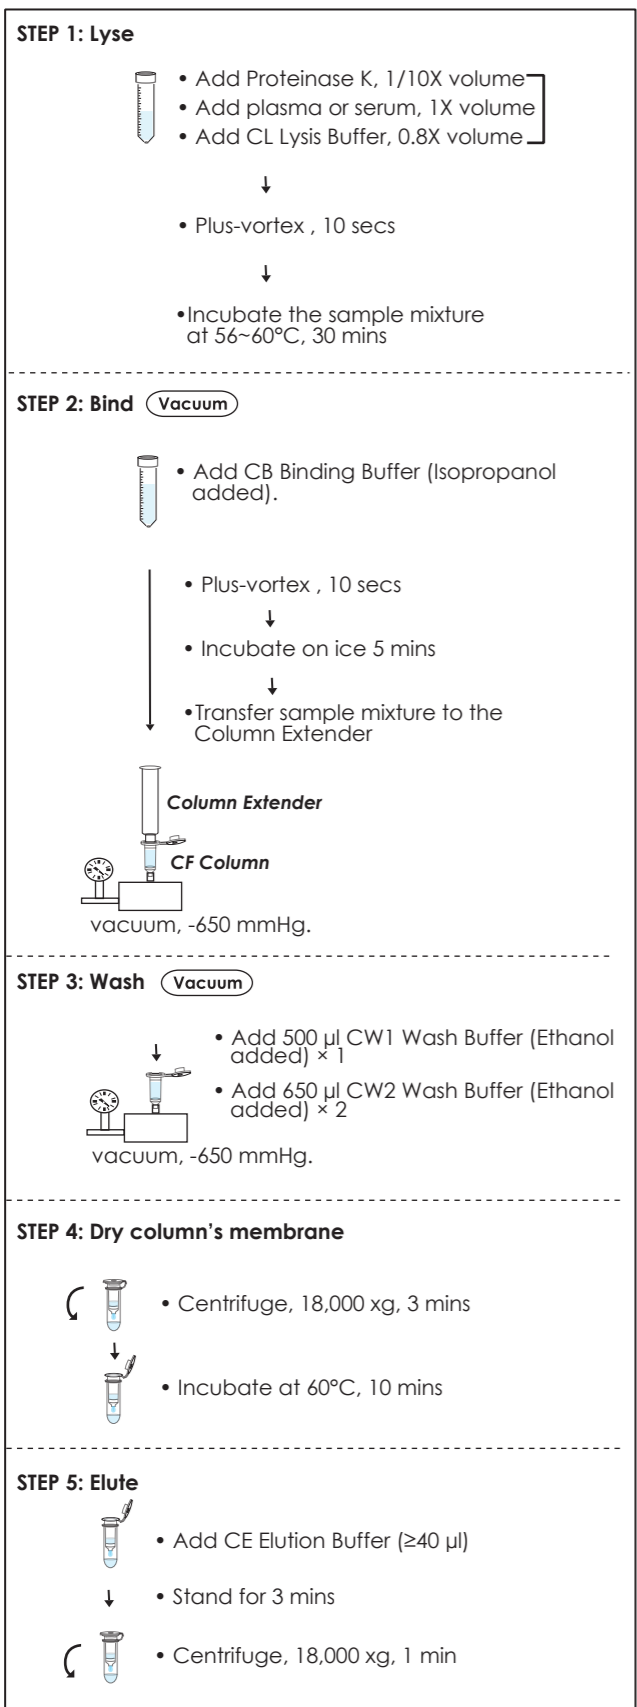 STEP 1: Lyse
• Add Proteinase K, 1/10X volume
• Add plasma or serum, 1X volume
• Add CL Lysis Buffer, 0.8X volume
• Plus-vortex , 10 secs
•Incubate the sample mixture
at 56~60°C, 30 mins
STEP 2: Bind Vacuum
• Add CB Binding Buffer (Isopropanol
added).
• Plus-vortex , 10 secs
• Incubate on ice 5 mins
•Transfer sample mixture to the
Column Extender
Column Extender
CF Column
vacuum, -650 mmHg.
STEP 3: Wash Vacuum
• Add 500 µl CW1 Wash Buffer (Ethanol
added) × 1
• Add 650 µl CW2 Wash Buffer (Ethanol
added) × 2
vacuum, -650 mmHg.
STEP 4: Dry column’s membrane
• Centrifuge, 18,000 xg, 3 mins
• Incubate at 60°C, 10 mins
STEP 5: Elute
• Add CE Elution Buffer (≥40 µl)
• Stand for 3 mins
• Centrifuge, 18,000 xg, 1 min